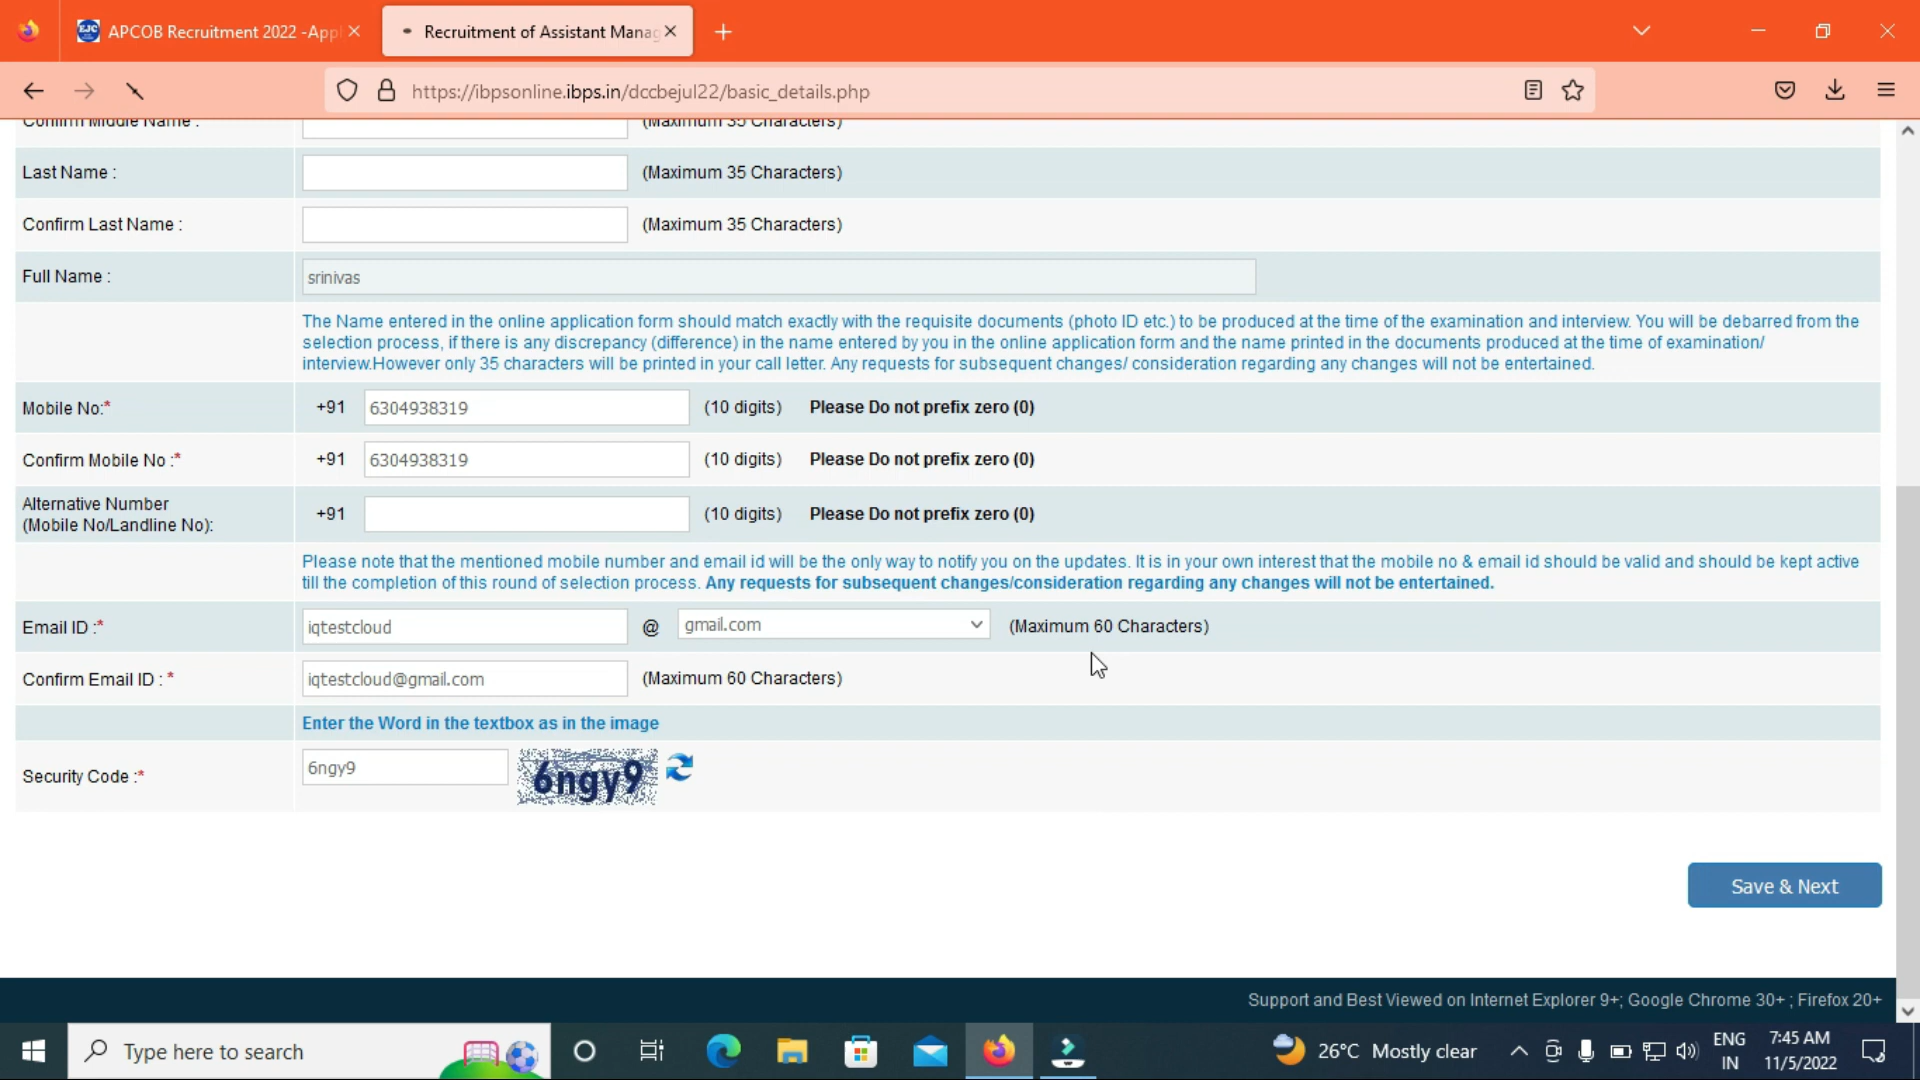 APCOB Recruitment 2022 -Appl
Recruitment of Assistant Manag
https://ibpsonline.ibps.in/dccbejul22/basic_details.php
Confirm Middle Name :
(Maximum 35 Characters)
Last Name :
(Maximum 35 Characters)
Confirm Last Name :
(Maximum 35 Characters)
Full Name :
srinivas
The Name entered in the online application form should match exactly with the requisite documents (photo ID etc.) to be produced at the time of the examination and interview. You will be debarred from the
selection process, if there is any discrepancy (difference) in the name entered by you in the online application form and the name printed in the documents produced at the time of examination/
interview.However only 35 characters will be printed in your call letter. Any requests for subsequent changes/ consideration regarding any changes will not be entertained.
Mobile No:*
+91
6304938319
(10 digits)
Please Do not prefix zero (0)
Confirm Mobile No :*
+91
6304938319
(10 digits)
Please Do not prefix zero (0)
Alternative Number
(Mobile No/Landline No):
+91
(10 digits)
Please Do not prefix zero (0)
Please note that the mentioned mobile number and email id will be the only way to notify you on the updates. It is in your own interest that the mobile no & email id should be valid and should be kept active
till the completion of this round of selection process. Any requests for subsequent changes/consideration regarding any changes will not be entertained.
Email ID :*
iqtestcloud
@
gmail.com
(Maximum 60 Characters)
Confirm Email ID : *
iqtestcloud@gmail.com
(Maximum 60 Characters)
Enter the Word in the textbox as in the image
Security Code :*
6ngy9
6ngy9
Save & Next
Support and Best Viewed on Internet Explorer 9+; Google Chrome 30+ ; Firefox 20+
Type here to search
26°C Mostly clear
ENG
IN
7:45 AM
11/5/2022